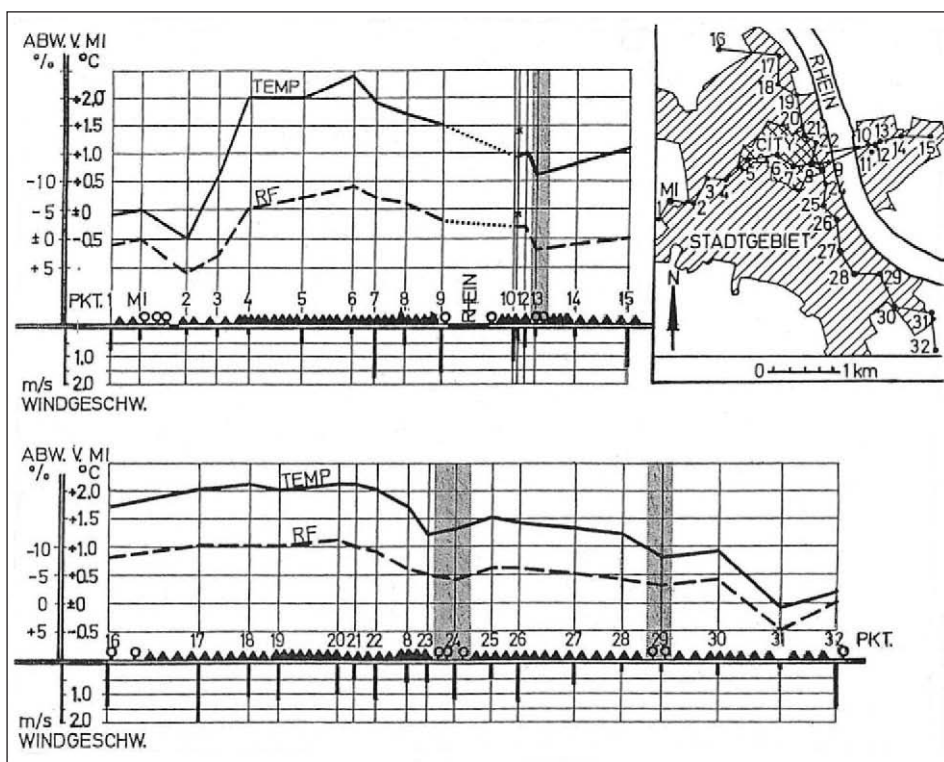 ABW. V. MI
% °C
TEMP
+2.0
+1.5
+1.0
-10 +0.5
RF
-5 ±0
±0 -0.5
+5
PKT. 1 MI 2 3 4 5 6 7 8 9 RHEIN 10 12 13 14 15
1.0
m/s 2.0
WINDGESCHW.
16
17
18
19
20
21
22
RHEIN
CITY
10 13
14 15
11 12
MI
1 2 3 4 5 6 7 8 9
24
25
26
STADTGEBIET
27
28 29
N
30 31
32
0 1 km
ABW. V. MI
% °C
TEMP
+2.0
+1.5
RF
-10 +1.0
-5 +0.5
0 ±0
+5 -0.5
16 17 18 19 20 21 22 8 23 24 25 26 27 28 29 30 31 32 PKT.
1.0
m/s 2.0
WINDGESCHW.